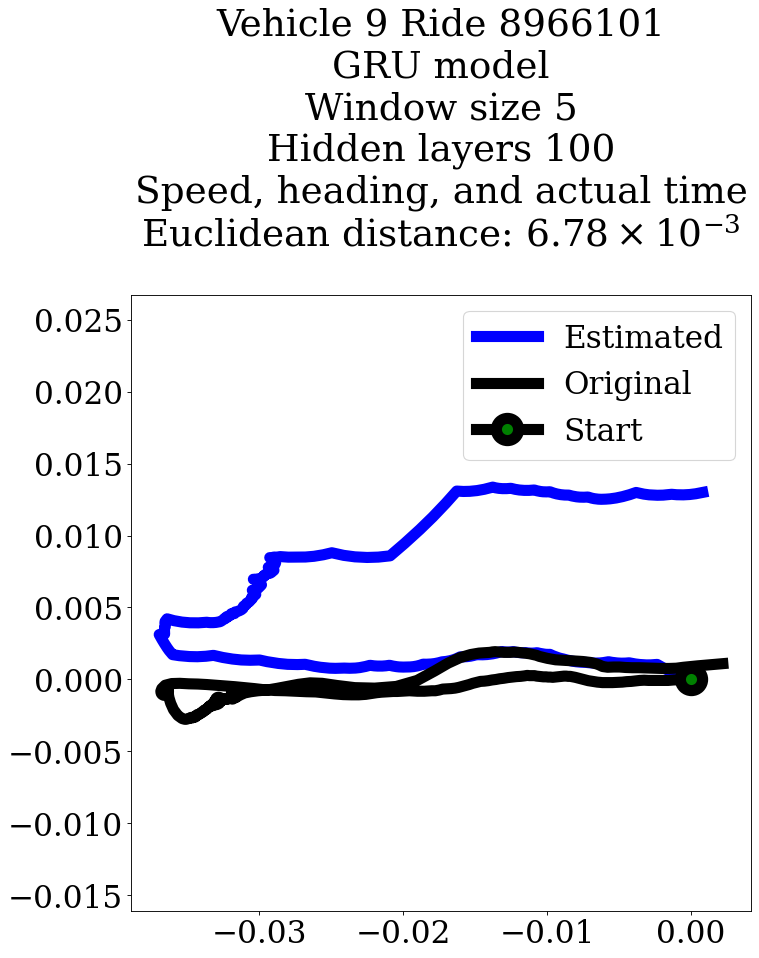 Vehicle 9 Ride 8966101
GRU model
Window size 5
Hidden layers 100
Speed, heading, and actual time
Euclidean distance: 6.78 × 10⁻³
Estimated
Original
Start
0.025
0.020
0.015
0.010
0.005
0.000
−0.005
−0.010
−0.015
−0.03 −0.02 −0.01 0.00